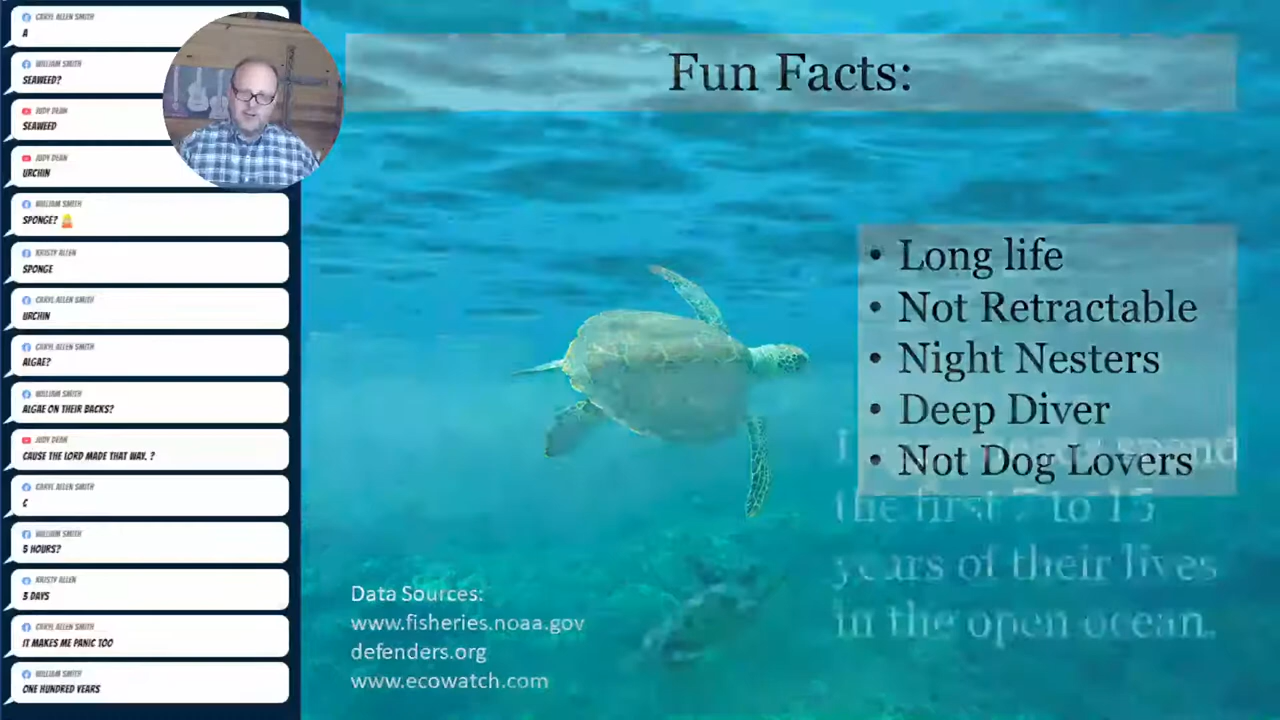 CARYL ALLEN SMITH
A
WILLIAM SMITH
SEAWEED?
JUDY DEAN
SEAWEED
JUDY DEAN
URCHIN
WILLIAM SMITH
SPONGE?
KRISTY ALLEN
SPONGE
CARYL ALLEN SMITH
URCHIN
CARYL ALLEN SMITH
ALGAE?
WILLIAM SMITH
ALGAE ON THEIR BACKS?
JUDY DEAN
CAUSE THE LORD MADE THAT WAY. ?
CARYL ALLEN SMITH
C
WILLIAM SMITH
5 HOURS?
KRISTY ALLEN
3 DAYS
CARYL ALLEN SMITH
IT MAKES ME PANIC TOO
WILLIAM SMITH
ONE HUNDRED YEARS
Fun Facts:
• Long life
• Not Retractable
• Night Nesters
• Deep Diver
• Not Dog Lovers
spend
the first 7 to 15
years of their lives
in the open ocean.
Data Sources:
www.fisheries.noaa.gov
defenders.org
www.ecowatch.com